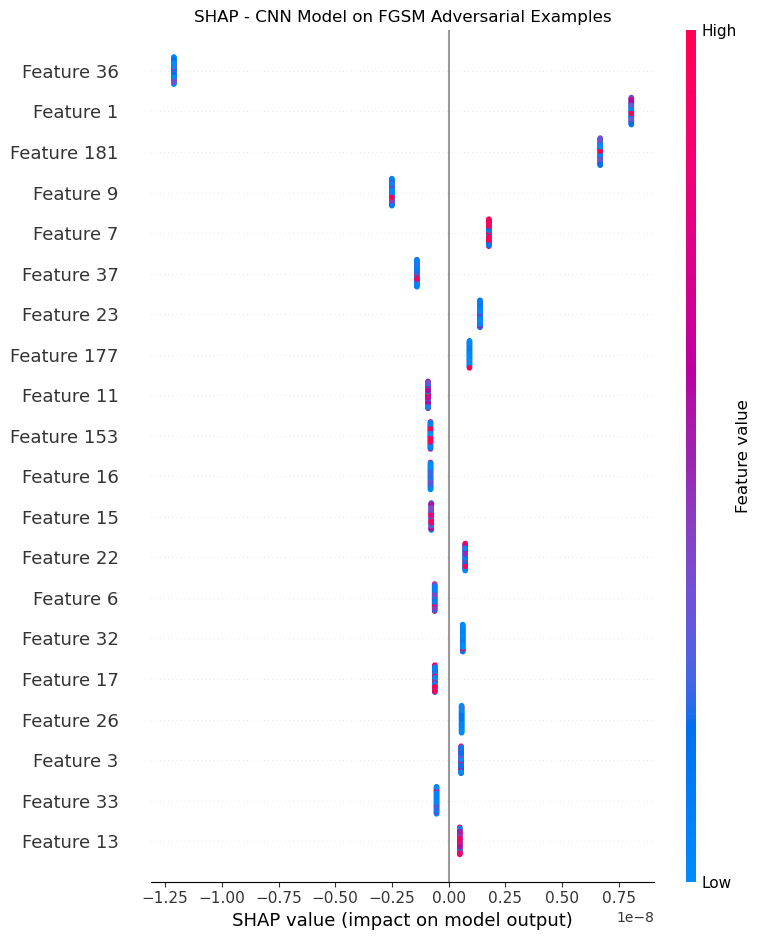 SHAP - CNN Model on FGSM Adversarial Examples
High
Feature 36
Feature 1
Feature 181
Feature 9
Feature 7
Feature 37
Feature 23
Feature 177
Feature 11
Feature 153
Feature 16
Feature 15
Feature 22
Feature 6
Feature 32
Feature 17
Feature 26
Feature 3
Feature 33
Feature 13
Feature value
Low
−1.25 −1.00 −0.75 −0.50 −0.25 0.00 0.25 0.50 0.75
1e−8
SHAP value (impact on model output)